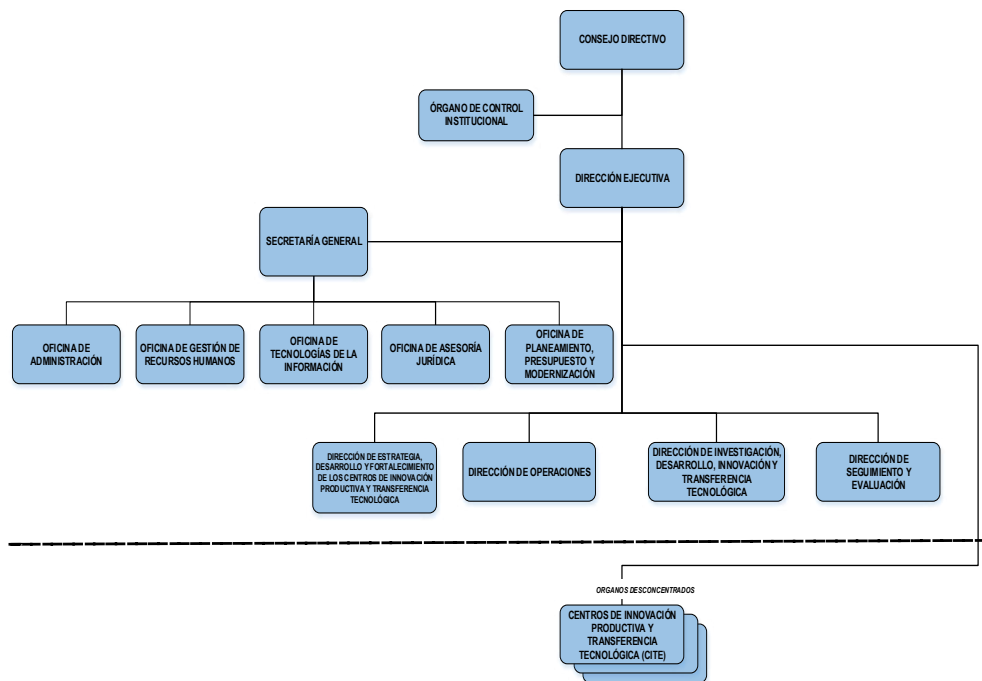 CONSEJO DIRECTIVO
ÓRGANO DE CONTROL
INSTITUCIONAL
DIRECCIÓN EJECUTIVA
SECRETARÍA GENERAL
OFICINA DE
ADMINISTRACIÓN
OFICINA DE GESTIÓN DE
RECURSOS HUMANOS
OFICINA DE
TECNOLOGÍAS DE LA
INFORMACIÓN
OFICINA DE ASESORÍA
JURÍDICA
OFICINA DE
PLANEAMIENTO,
PRESUPUESTO Y
MODERNIZACIÓN
DIRECCIÓN DE ESTRATEGIA,
DESARROLLO Y FORTALECIMIENTO
DE LOS CENTROS DE INNOVACIÓN
PRODUCTIVA Y TRANSFERENCIA
TECNOLÓGICA
DIRECCIÓN DE OPERACIONES
DIRECCIÓN DE INVESTIGACIÓN,
DESARROLLO, INNOVACIÓN Y
TRANSFERENCIA
TECNOLÓGICA
DIRECCIÓN DE
SEGUIMIENTO Y
EVALUACIÓN
ORGANOS DESCONCENTRADOS
CENTROS DE INNOVACIÓN
PRODUCTIVA Y
TRANSFERENCIA
TECNOLÓGICA (CITE)